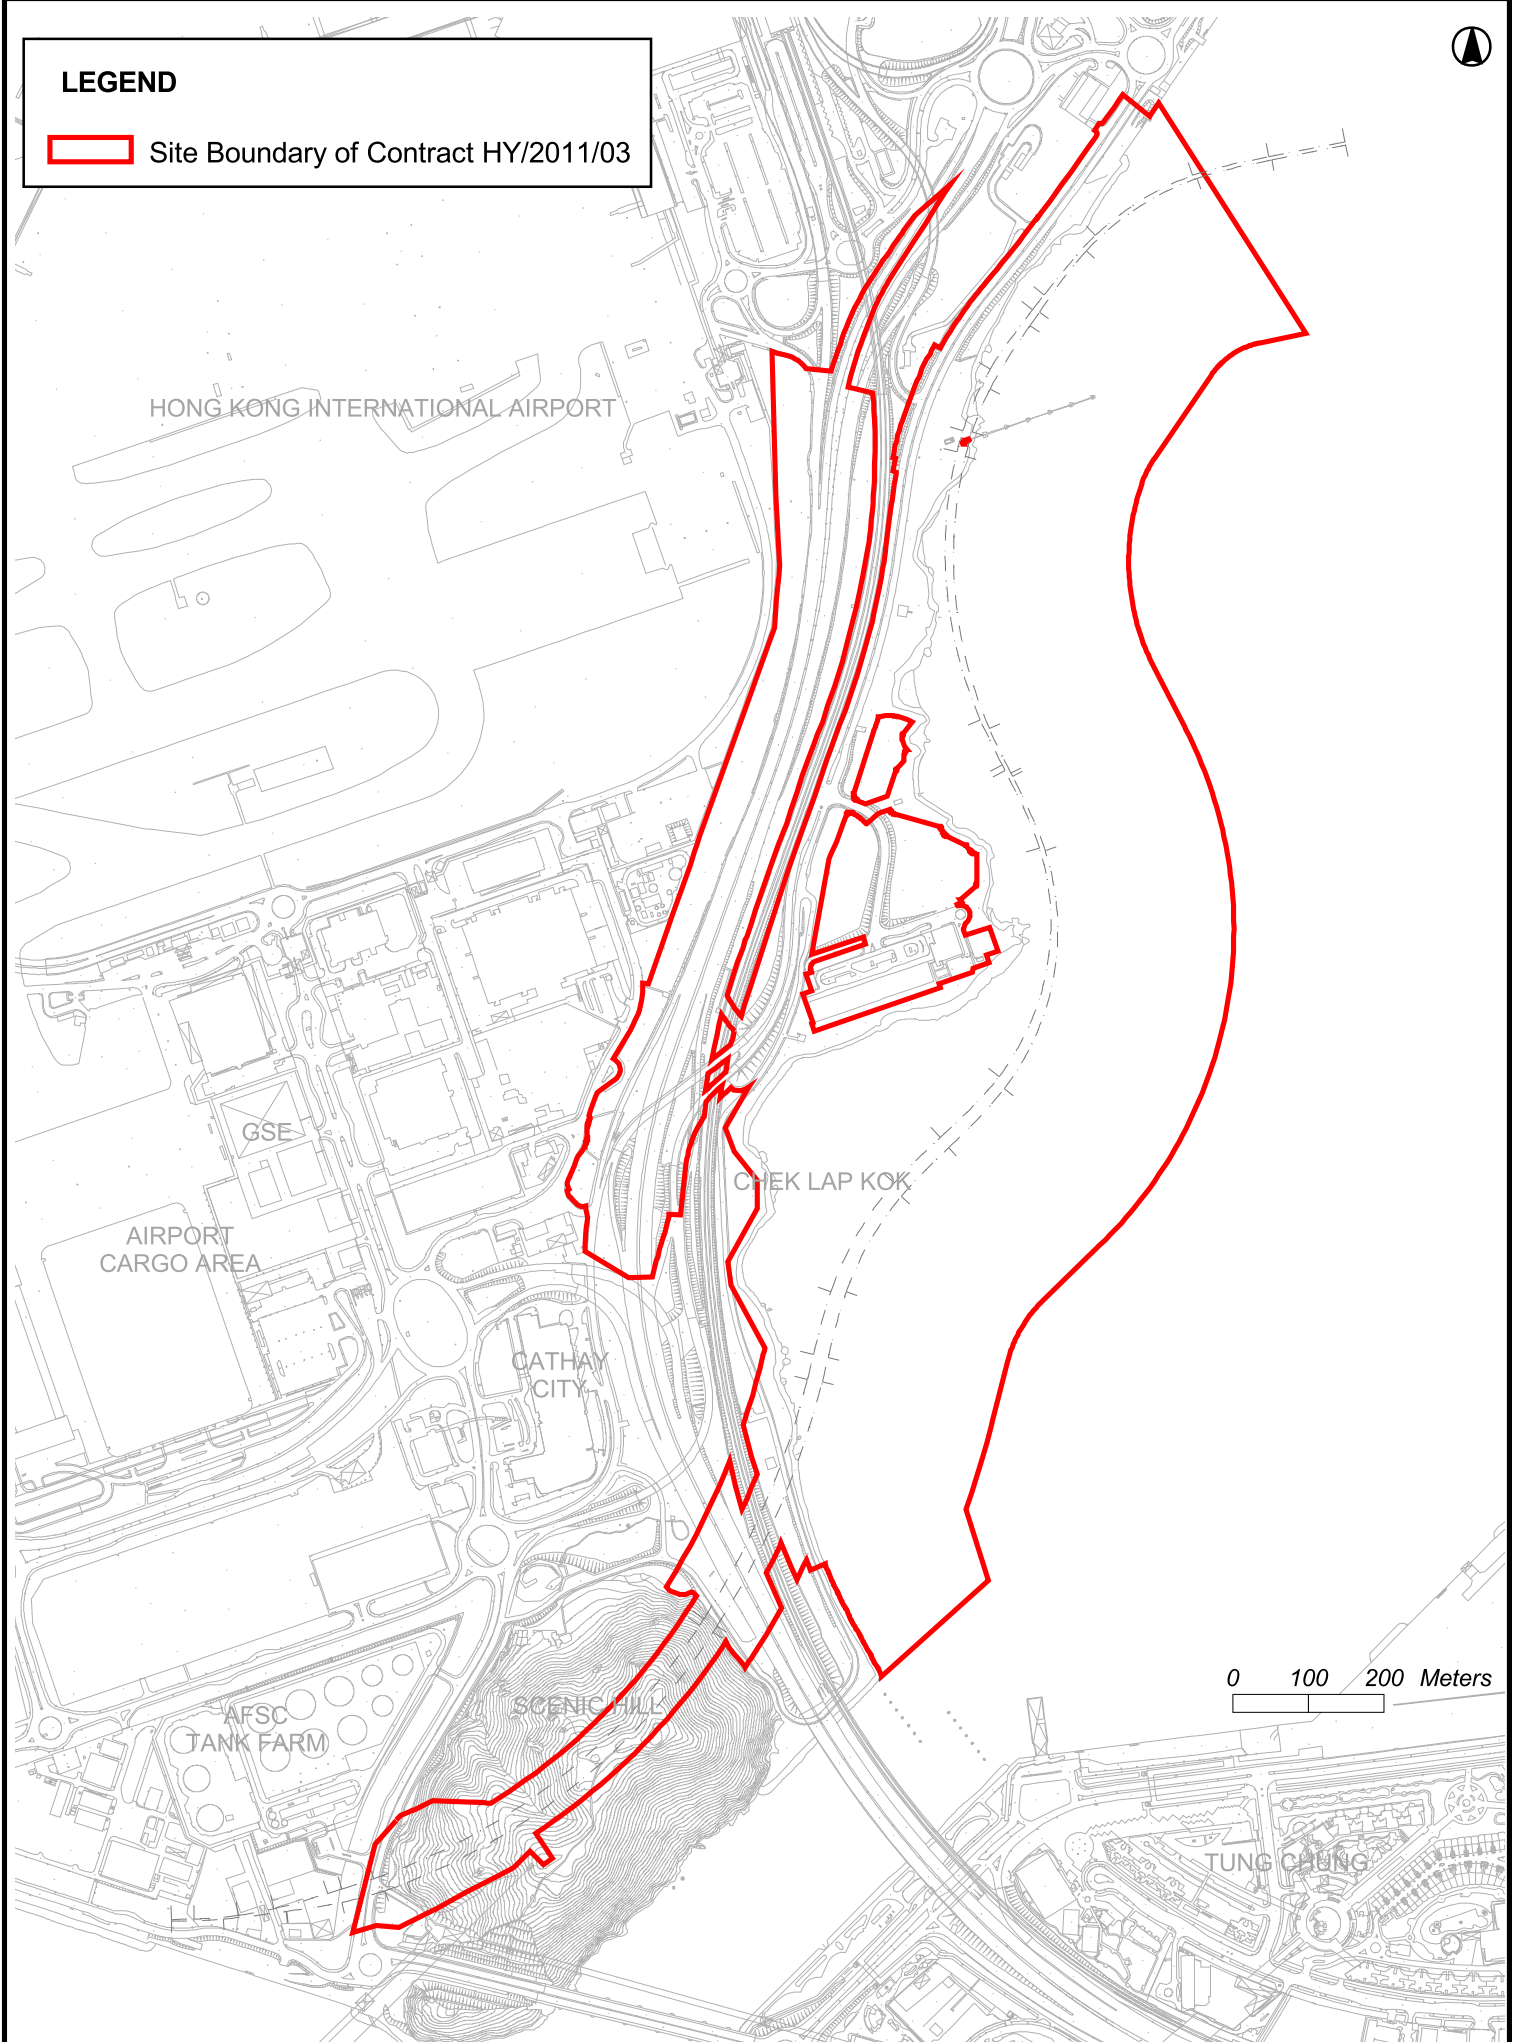 LEGEND
Site Boundary of Contract HY/2011/03
HONG KONG INTERNATIONAL AIRPORT
GSE
CHEK LAP KOK
AIRPORT
CARGO AREA
CATHAY
CITY
0 100 200 Meters
SCENIC HILL
AFSC
TANK FARM
TUNG CHUNG